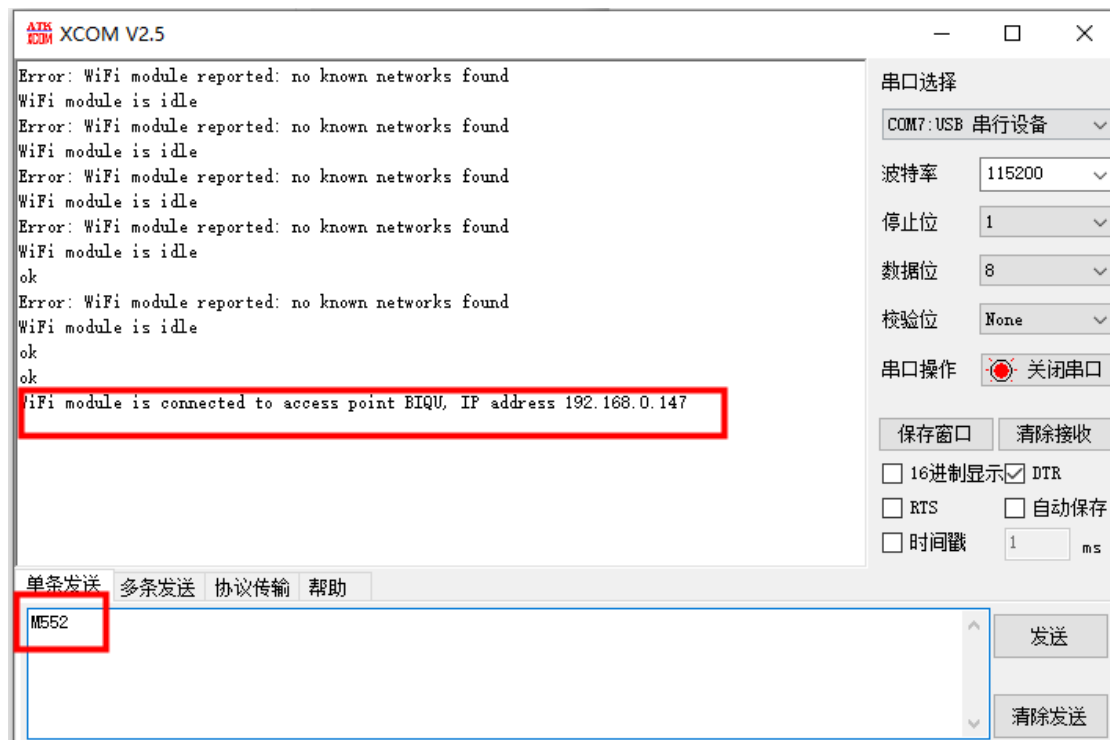 ATK XCOM XCOM V2.5
Error: WiFi module reported: no known networks found
WiFi module is idle
Error: WiFi module reported: no known networks found
WiFi module is idle
Error: WiFi module reported: no known networks found
WiFi module is idle
Error: WiFi module reported: no known networks found
WiFi module is idle
ok
Error: WiFi module reported: no known networks found
WiFi module is idle
ok
ok
WiFi module is connected to access point BIQU, IP address 192.168.0.147
串口选择
COM7:USB 串行设备
波特率 115200
停止位 1
数据位 8
校验位 None
串口操作 关闭串口
保存窗口 清除接收
16进制显示 DTR
RTS 自动保存
时间戳 1 ms
单条发送 多条发送 协议传输 帮助
M552
发送
清除发送